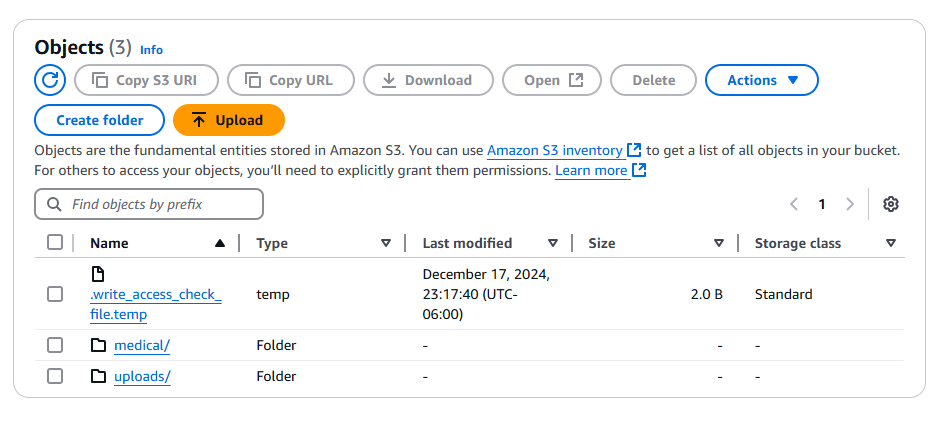 Objects (3) Info
Copy S3 URI Copy URL Download Open Delete Actions
Create folder Upload
Objects are the fundamental entities stored in Amazon S3. You can use Amazon S3 inventory to get a list of all objects in your bucket.
For others to access your objects, you’ll need to explicitly grant them permissions. Learn more
Find objects by prefix 1
Name Type Last modified Size Storage class
.write_access_check_
file.temp
temp
December 17, 2024,
23:17:40 (UTC-
06:00)
2.0 B
Standard
medical/ Folder - - -
uploads/ Folder - - -